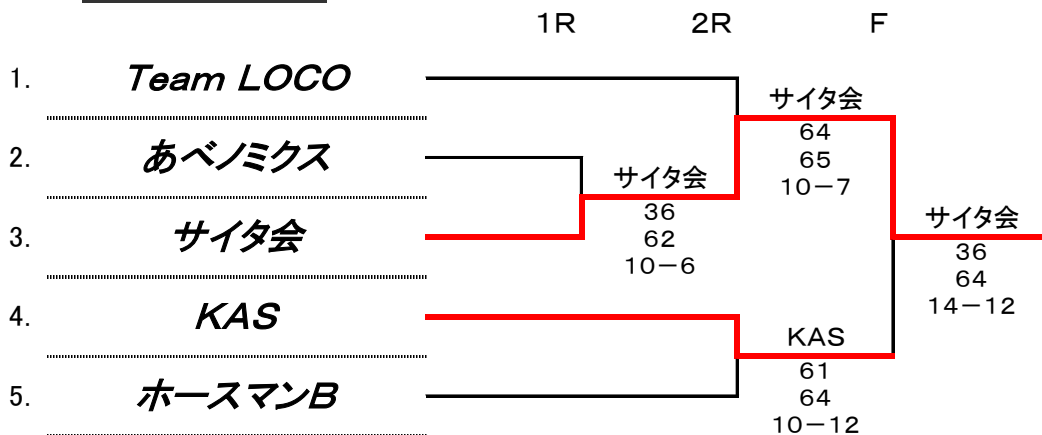 1R 2R F
1. Team LOCO
サイタ会
64
65
10－7
2. あべノミクス
サイタ会
36
62
10－6
3. サイタ会
サイタ会
36
64
14－12
4. KAS
KAS
61
64
10－12
5. ホースマンB